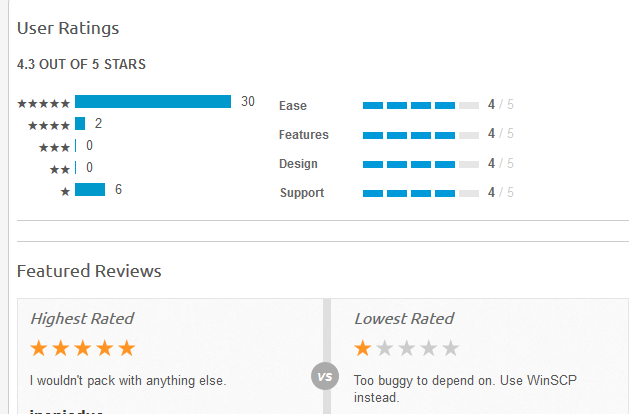 User Ratings
4.3 OUT OF 5 STARS
30
2
0
0
6
Ease 4 / 5
Features 4 / 5
Design 4 / 5
Support 4 / 5
Featured Reviews
Highest Rated
I wouldn't pack with anything else.
vs
Lowest Rated
Too buggy to depend on. Use WinSCP
instead.